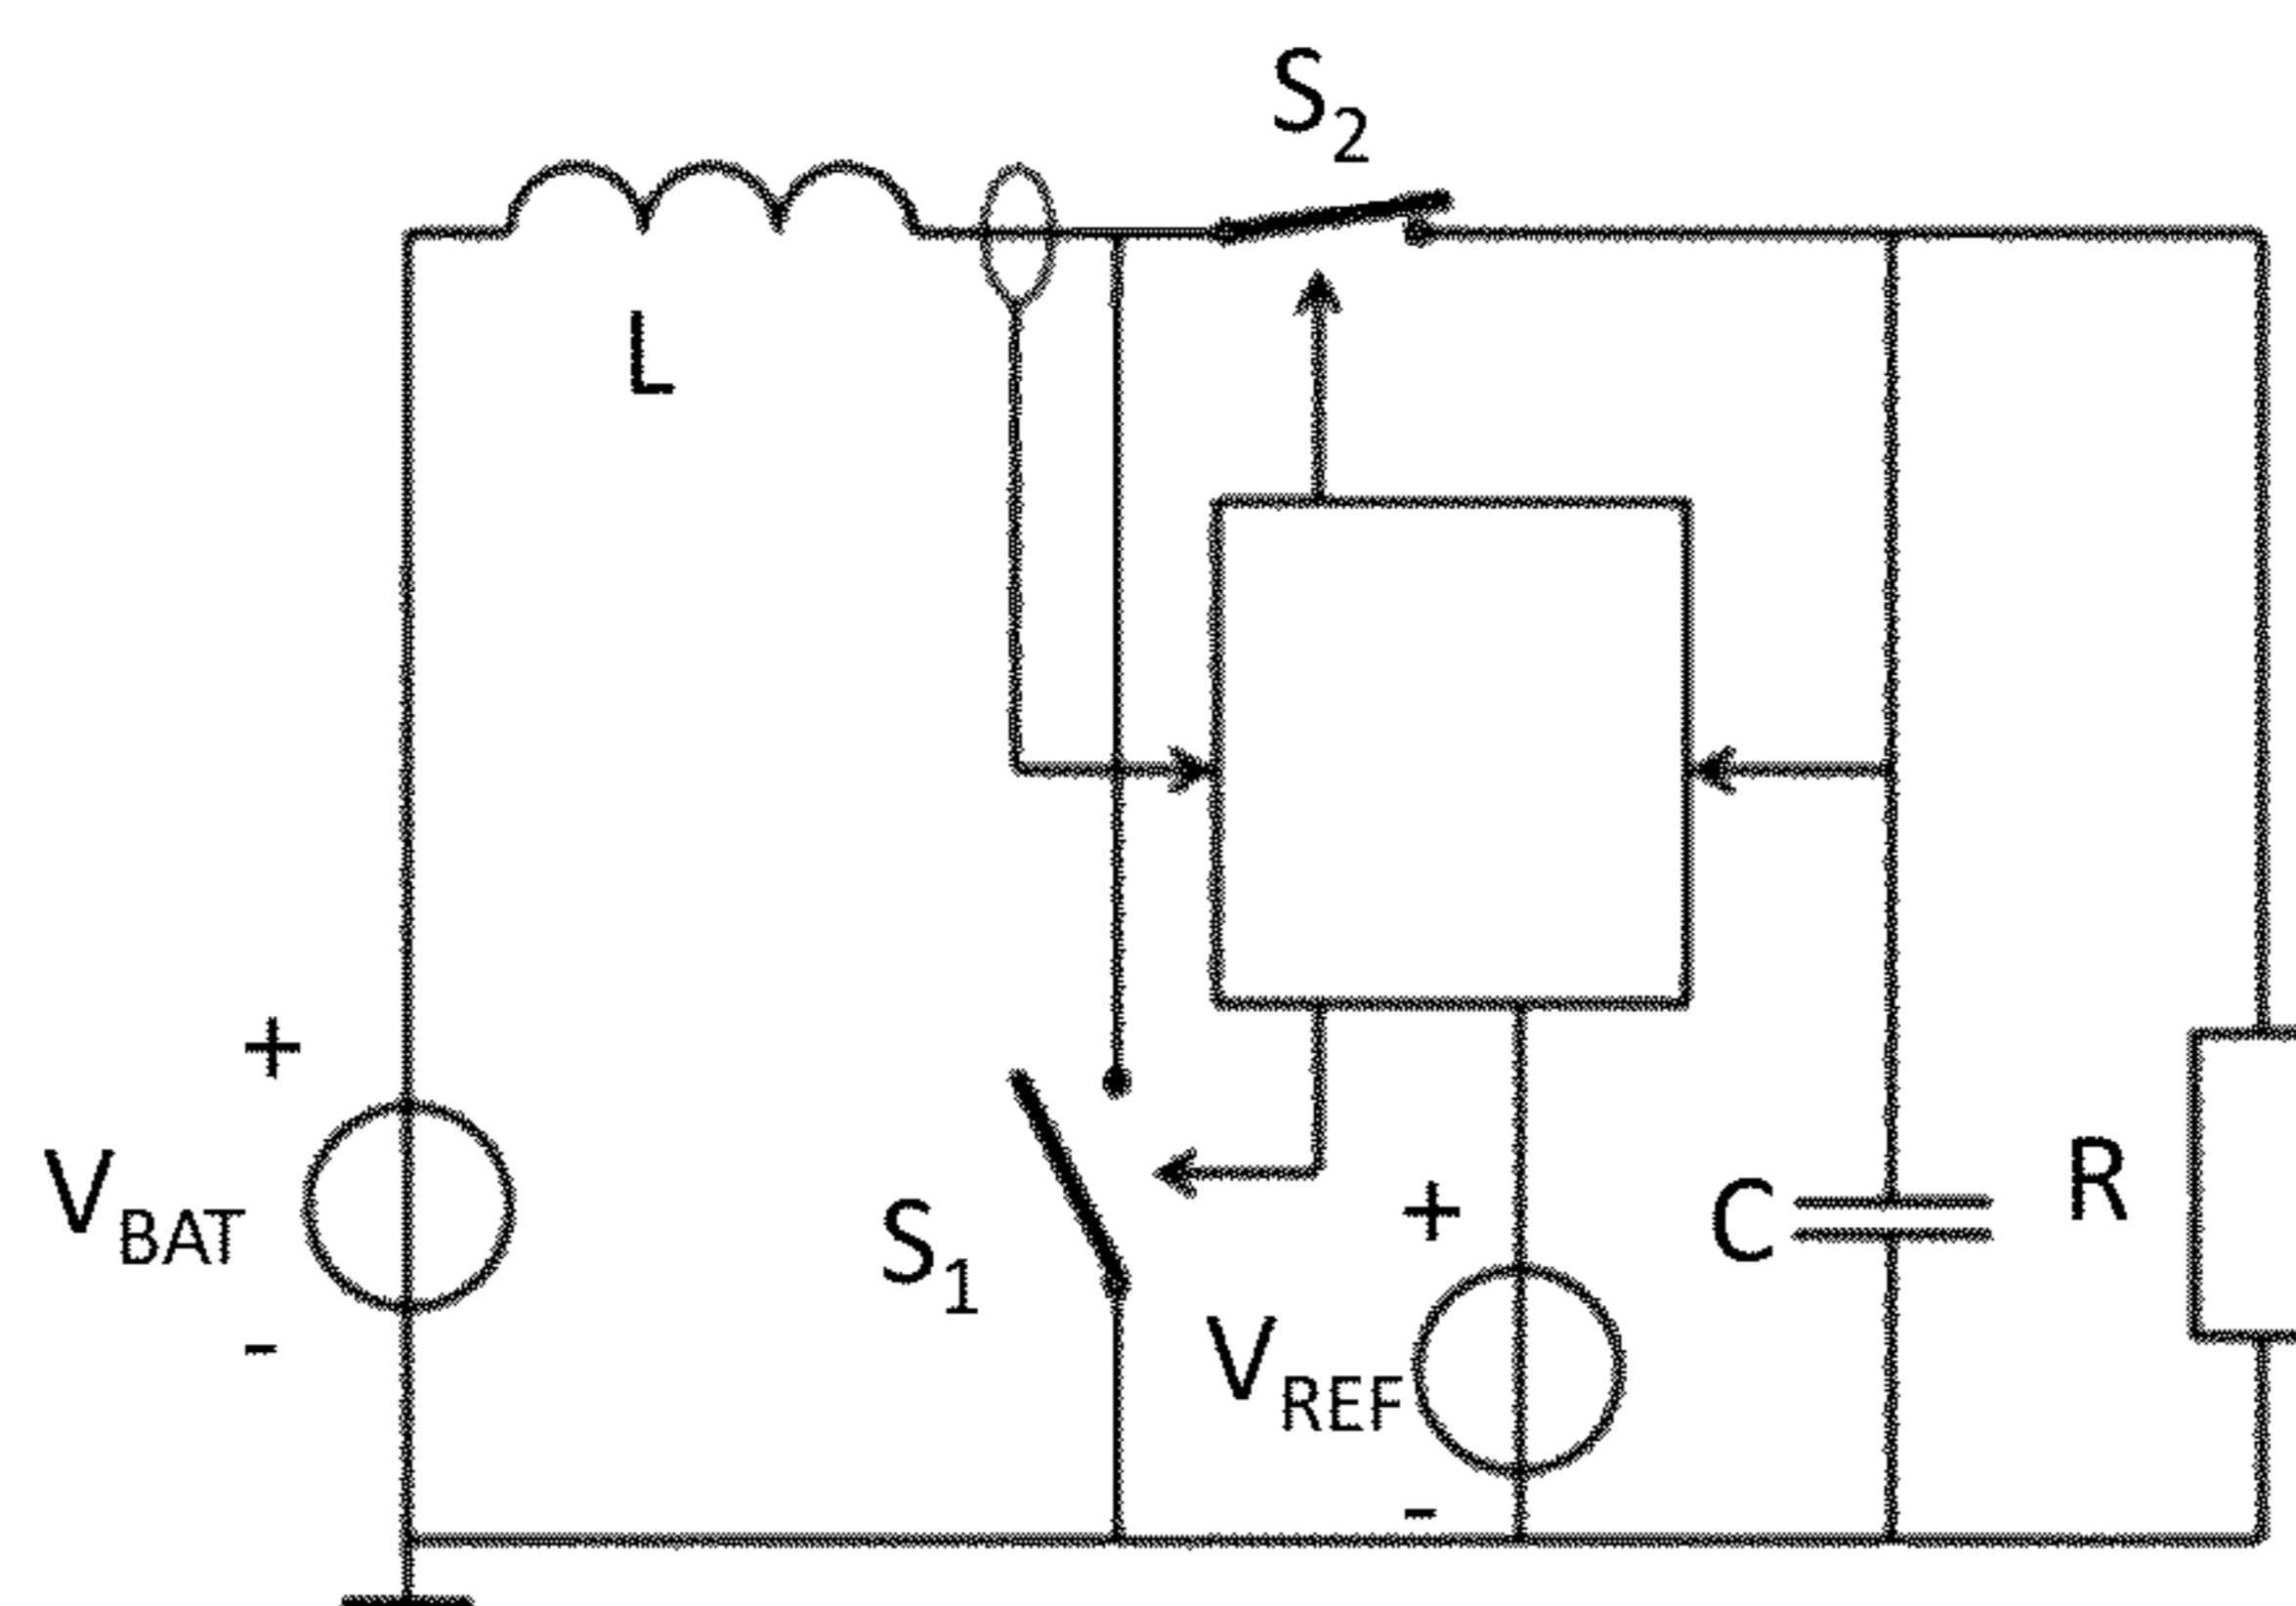 S2
L
+
VBAT
-
S1
+
VREF
-
C
R